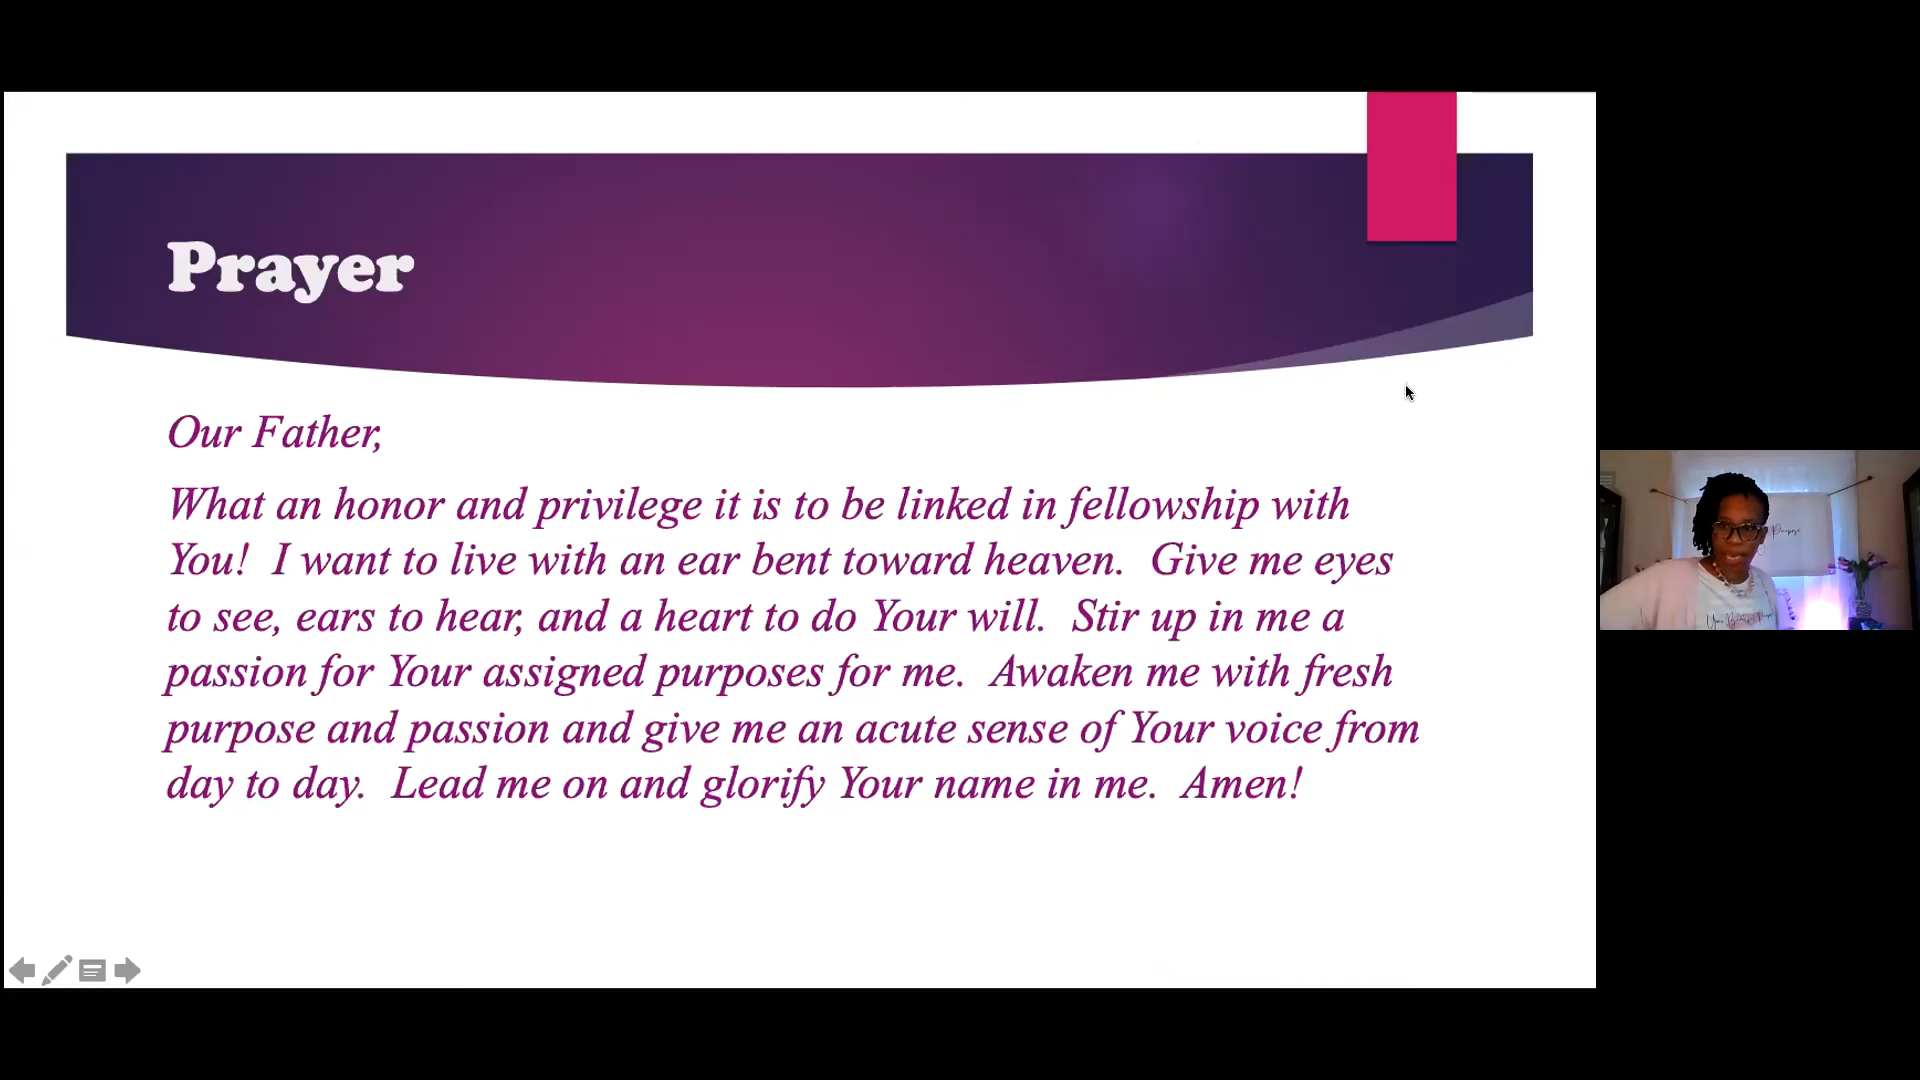 Prayer
Our Father,
What an honor and privilege it is to be linked in fellowship with
You!  I want to live with an ear bent toward heaven.  Give me eyes
to see, ears to hear, and a heart to do Your will.  Stir up in me a
passion for Your assigned purposes for me.  Awaken me with fresh
purpose and passion and give me an acute sense of Your voice from
day to day.  Lead me on and glorify Your name in me.  Amen!